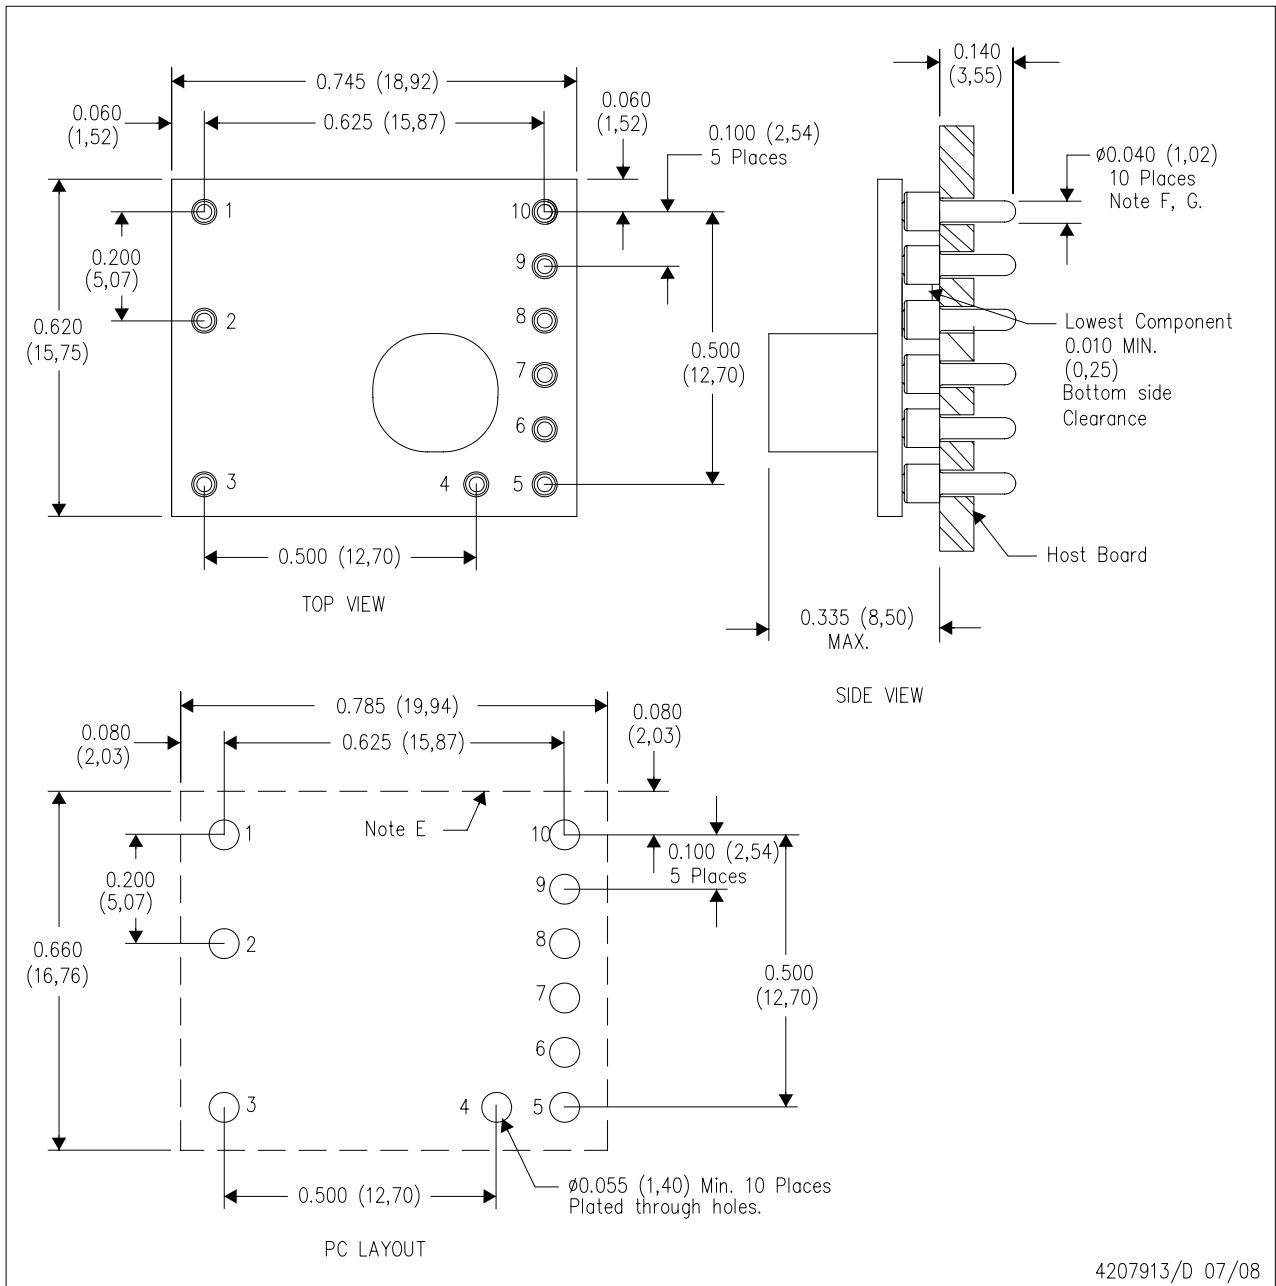 0.745 (18,92)
0.060
(1,52)
0.625 (15,87)
0.060
(1,52)
0.100 (2,54)
5 Places
1
10
0.200
(5,07)
9
2
8
0.620
(15,75)
0.500
(12,70)
7
6
3
4
5
0.500 (12,70)
TOP VIEW
0.140
(3,55)
ø0.040 (1,02)
10 Places
Note F, G.
Lowest Component
0.010 MIN.
(0,25)
Bottom side
Clearance
Host Board
0.335 (8,50)
MAX.
SIDE VIEW
0.785 (19,94)
0.080
(2,03)
0.625 (15,87)
0.080
(2,03)
Note E
1
10
0.100 (2,54)
5 Places
0.200
(5,07)
9
2
8
0.660
(16,76)
0.500
(12,70)
7
6
3
4
5
0.500 (12,70)
ø0.055 (1,40) Min. 10 Places
Plated through holes.
PC LAYOUT
4207913/D 07/08